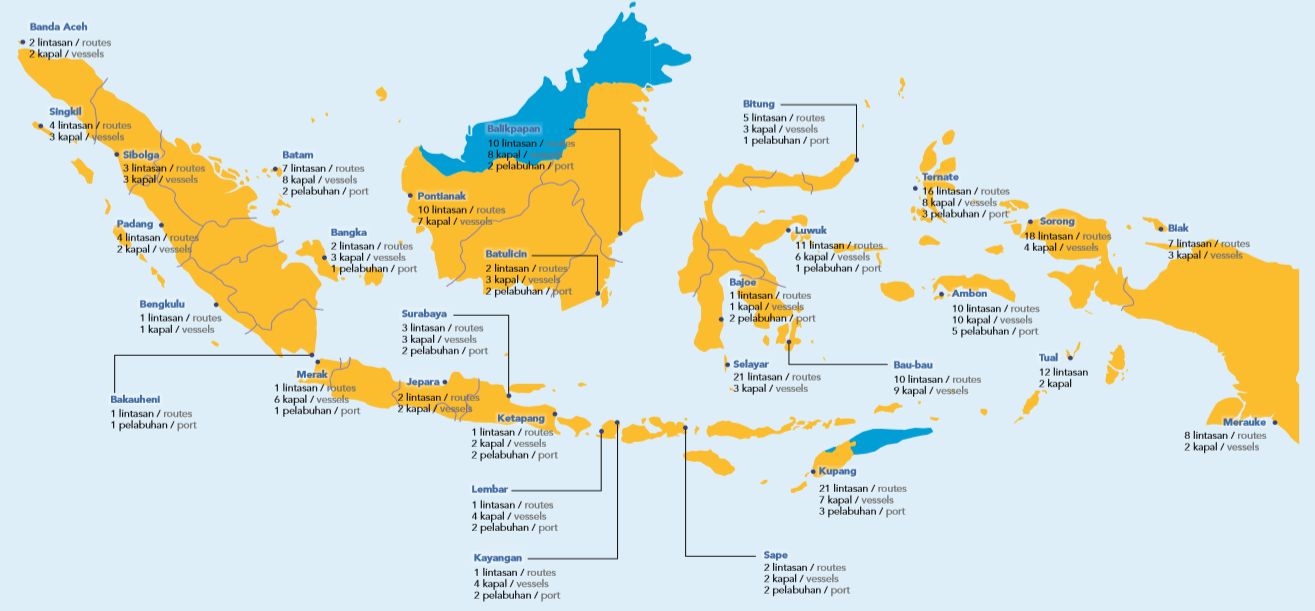 Banda Aceh
2 lintasan / routes
2 kapal / vessels
Singkil
4 lintasan / routes
3 kapal / vessels
Sibolga
3 lintasan / routes
3 kapal / vessels
Batam
7 lintasan / routes
8 kapal / vessels
2 pelabuhan / port
Padang
4 lintasan / routes
2 kapal / vessels
Bangka
2 lintasan / routes
3 kapal / vessels
1 pelabuhan / port
Bengkulu
1 lintasan / routes
1 kapal / vessels
Bakauheni
1 lintasan / routes
1 pelabuhan / port
Merak
1 lintasan / routes
6 kapal / vessels
1 pelabuhan / port
Jepara
2 lintasan / routes
2 kapal / vessels
Surabaya
3 lintasan / routes
3 kapal / vessels
2 pelabuhan / port
Pontianak
10 lintasan / routes
7 kapal / vessels
Balikpapan
10 lintasan / routes
8 kapal / vessels
2 pelabuhan / port
Batulicin
2 lintasan / routes
3 kapal / vessels
2 pelabuhan / port
Ketapang
1 lintasan / routes
2 kapal / vessels
2 pelabuhan / port
Lembar
1 lintasan / routes
4 kapal / vessels
2 pelabuhan / port
Kayangan
1 lintasan / routes
4 kapal / vessels
2 pelabuhan / port
Sape
2 lintasan / routes
2 kapal / vessels
2 pelabuhan / port
Bitung
5 lintasan / routes
3 kapal / vessels
1 pelabuhan / port
Luwuk
11 lintasan / routes
6 kapal / vessels
1 pelabuhan / port
Bajoe
1 lintasan / routes
1 kapal / vessels
2 pelabuhan / port
Selayar
21 lintasan / routes
3 kapal / vessels
Bau-bau
10 lintasan / routes
9 kapal / vessels
Kupang
21 lintasan / routes
7 kapal / vessels
3 pelabuhan / port
Ternate
16 lintasan / routes
8 kapal / vessels
3 pelabuhan / port
Sorong
18 lintasan / routes
4 kapal / vessels
Biak
7 lintasan / routes
3 kapal / vessels
Ambon
10 lintasan / routes
10 kapal / vessels
5 pelabuhan / port
Tual
12 lintasan
2 kapal
Merauke
8 lintasan / routes
2 kapal / vessels